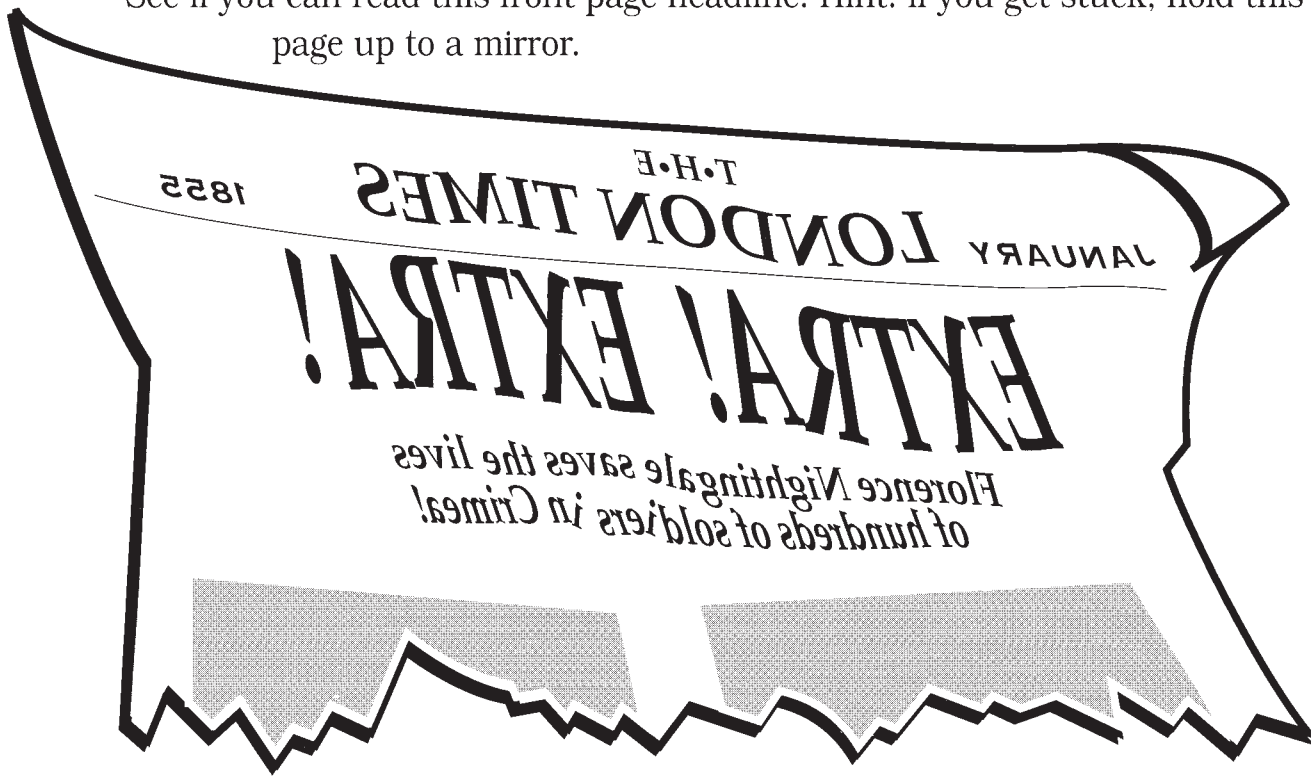 See if you can read this front page headline. Hint: if you get stuck, hold this
page up to a mirror.
T•H•E
JANUARY LONDON TIMES 1855
EXTRA! EXTRA!
Florence Nightingale saves the lives
of hundreds of soldiers in Crimea!